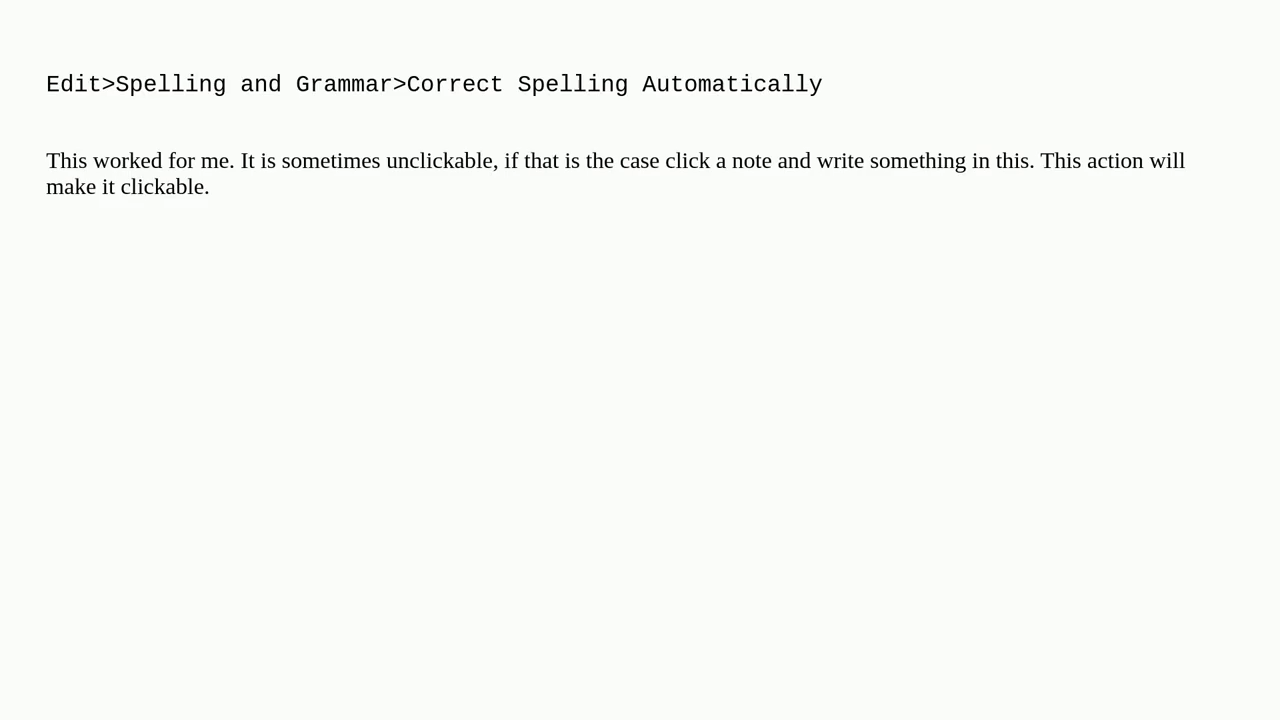 Edit>Spelling and Grammar>Correct Spelling Automatically
This worked for me. It is sometimes unclickable, if that is the case click a note and write something in this. This action will
make it clickable.